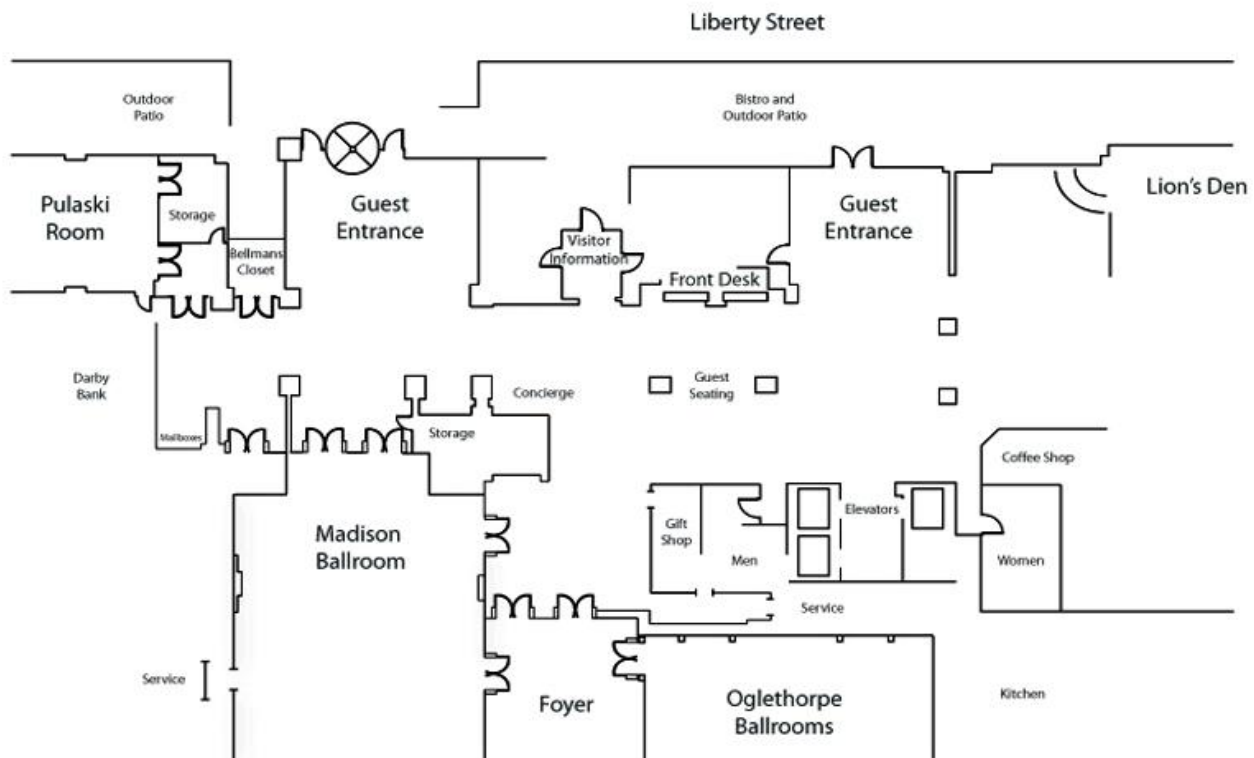 Liberty Street
Outdoor
Patio
Bistro and
Outdoor Patio
Pulaski
Room
Storage
Guest
Entrance
Visitor
Information
Guest
Entrance
Lion's Den
Bellmans
Closet
Front Desk
Darby
Bank
Concierge
Guest
Seating
Mailboxes
Storage
Coffee Shop
Madison
Ballroom
Gift
Shop
Men
Elevators
Women
Service
Service
Foyer
Oglethorpe
Ballrooms
Kitchen